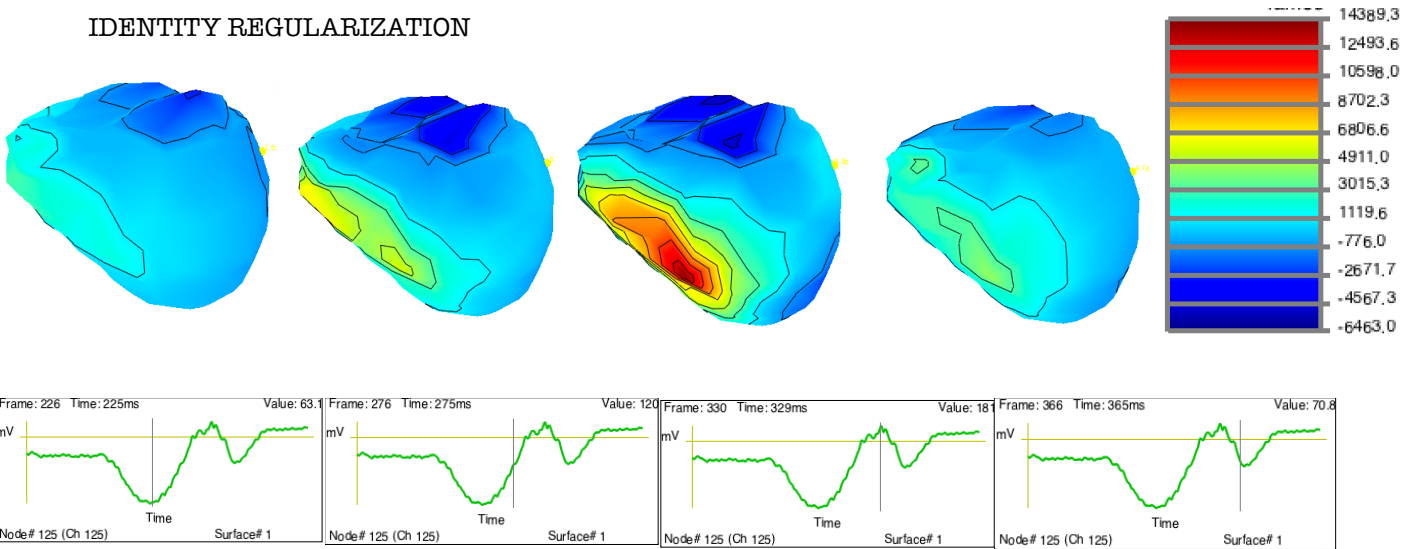 IDENTITY REGULARIZATION
14389.3
12493.6
10598.0
8702.3
6806.6
4911.0
3015.3
1119.6
-776.0
-2671.7
-4567.3
-6463.0
Frame: 226 Time: 225ms Value: 63.1
mV
Time
Node# 125 (Ch 125) Surface# 1
Frame: 276 Time: 275ms Value: 120
mV
Time
Node# 125 (Ch 125) Surface# 1
Frame: 330 Time: 329ms Value: 181
mV
Time
Node# 125 (Ch 125) Surface# 1
Frame: 366 Time: 365ms Value: 70.8
mV
Time
Node# 125 (Ch 125) Surface# 1